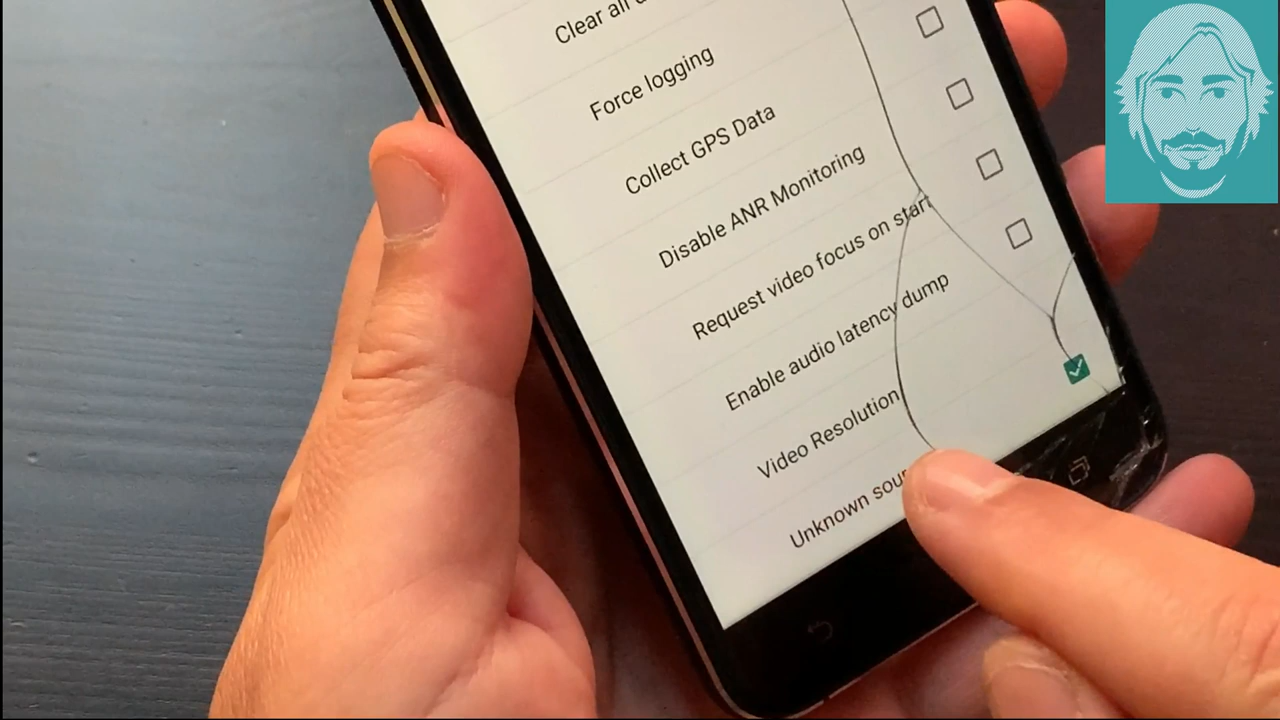 Clear all
Force logging
Collect GPS Data
Disable ANR Monitoring
Request video focus on start
Enable audio latency dump
Video Resolution
Unknown